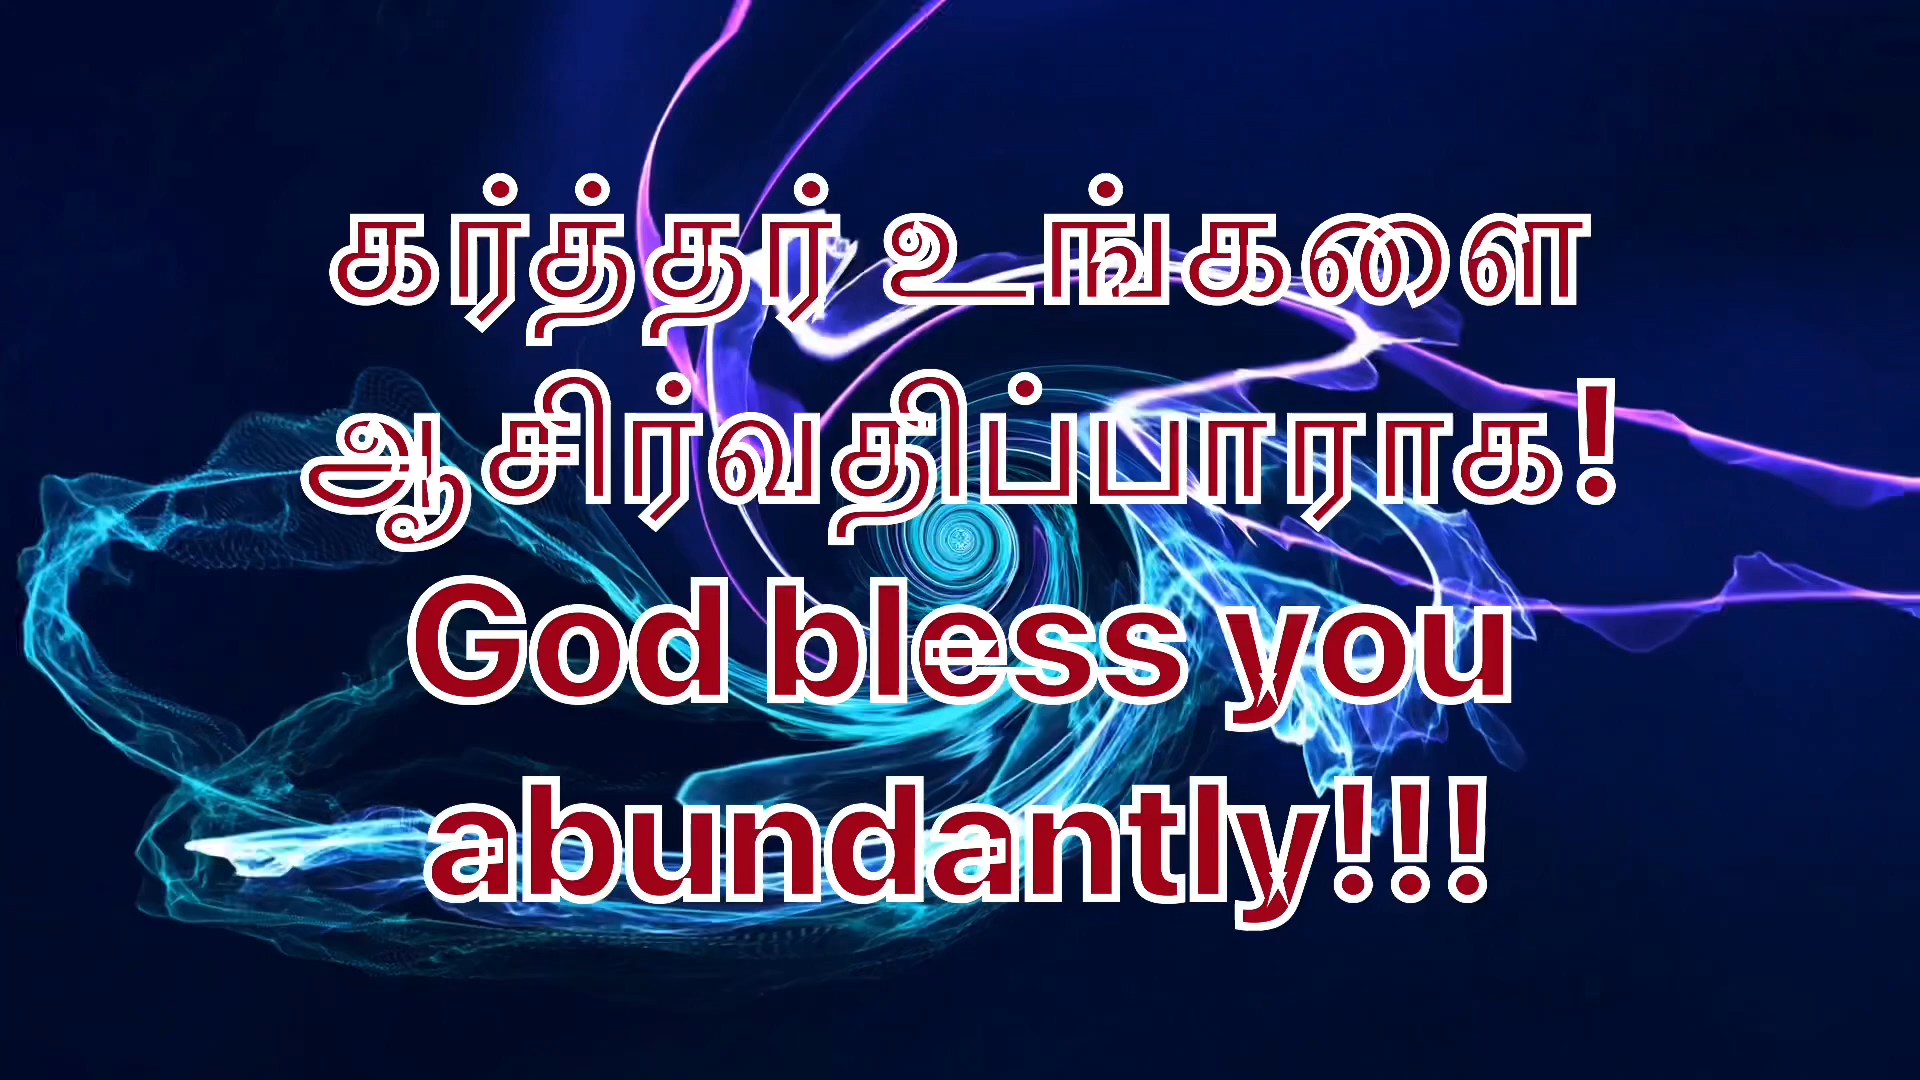 கர்த்தர் உங்களை
ஆசிர்வதிப்பாராக!
God bless you
abundantly!!!